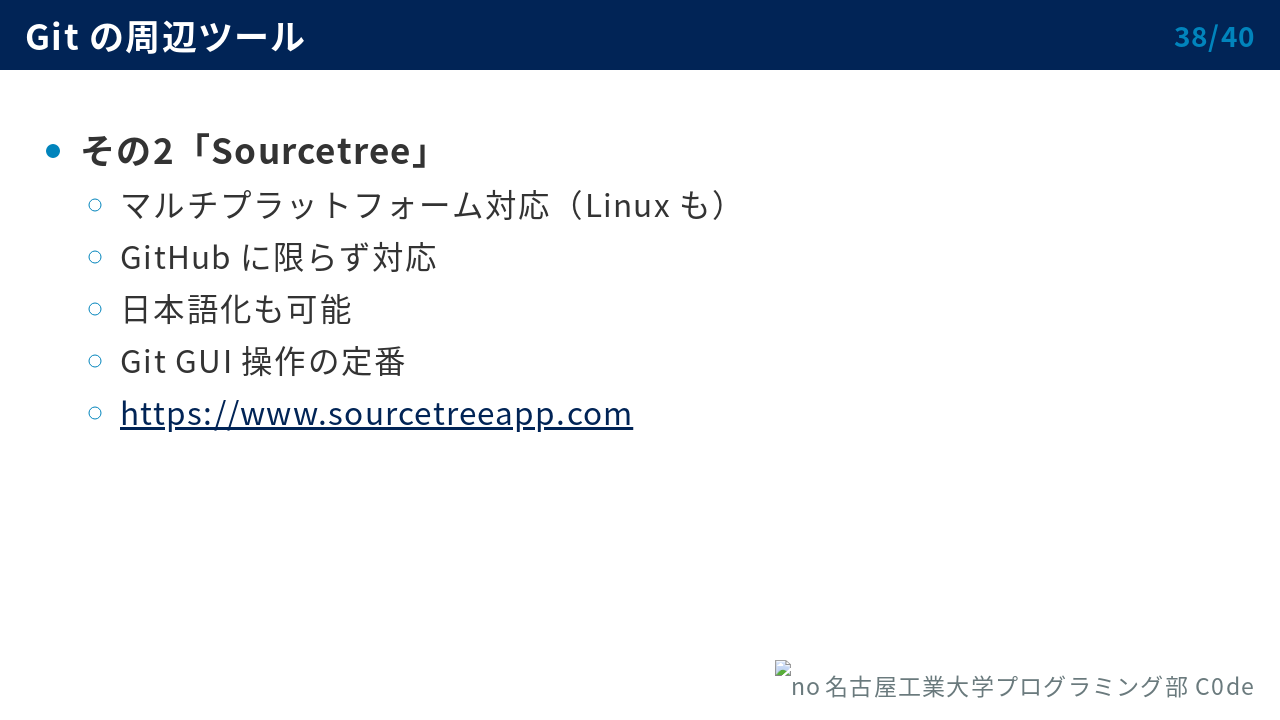 Git の周辺ツール
38/40
その2「Sourcetree」
マルチプラットフォーム対応（Linux も）
GitHub に限らず対応
日本語化も可能
Git GUI 操作の定番
https://www.sourcetreeapp.com
no 名古屋工業大学プログラミング部 C0de